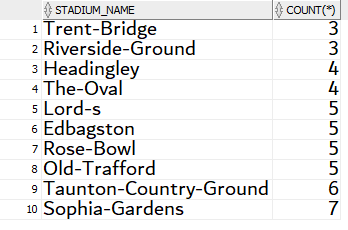 STADIUM_NAME COUNT(*)
1 Trent-Bridge 3
2 Riverside-Ground 3
3 Headingley 4
4 The-Oval 4
5 Lord-s 5
6 Edbagston 5
7 Rose-Bowl 5
8 Old-Trafford 5
9 Taunton-Country-Ground 6
10 Sophia-Gardens 7